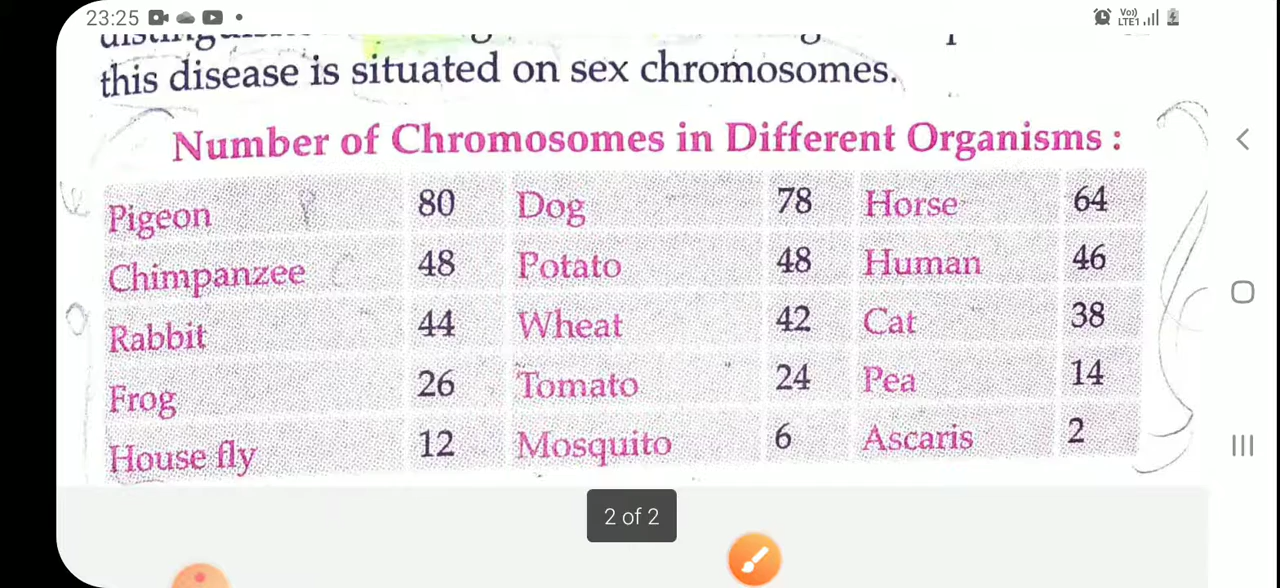 23:25
Vo)
LTE1
this disease is situated on sex chromosomes.
Number of Chromosomes in Different Organisms :
Pigeon 80 Dog 78 Horse 64
Chimpanzee 48 Potato 48 Human 46
Rabbit 44 Wheat 42 Cat 38
Frog 26 Tomato 24 Pea 14
House fly 12 Mosquito 6 Ascaris 2
2 of 2